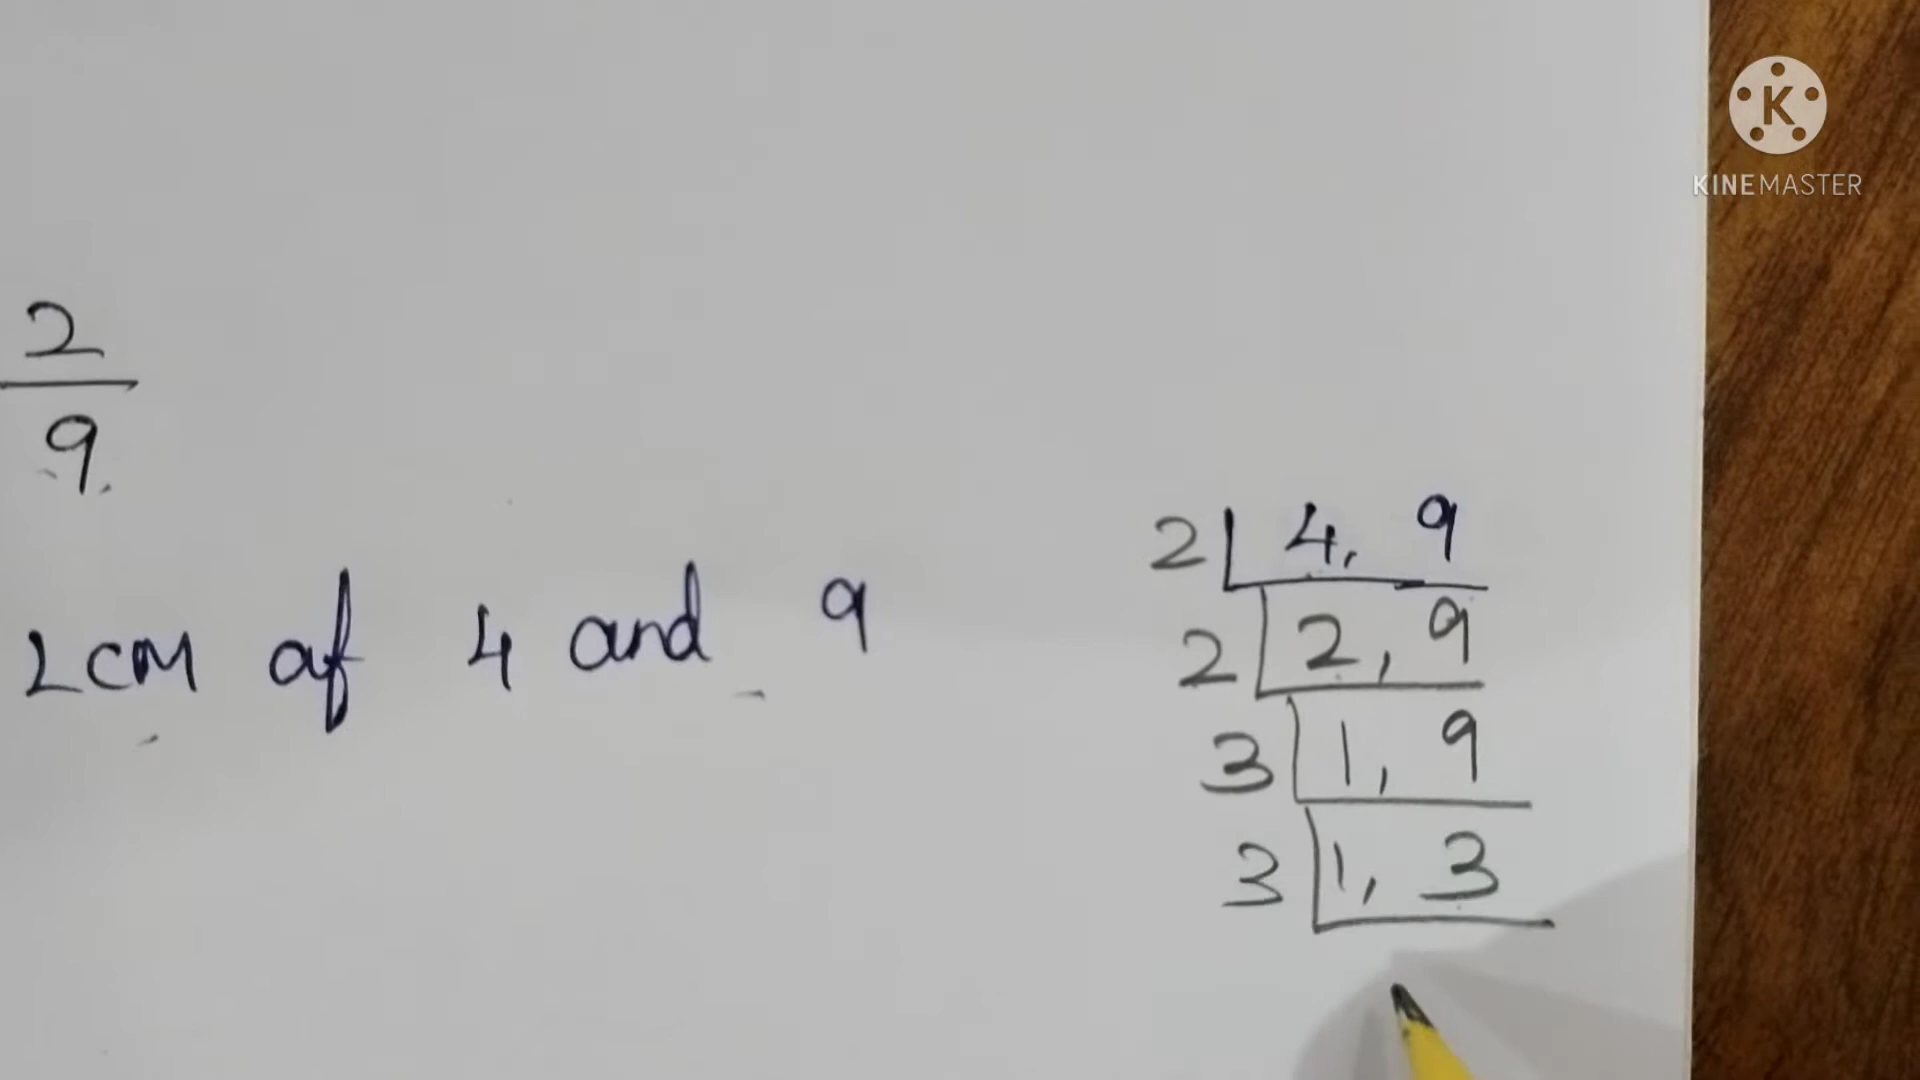 KINEMASTER
2
9
LCM of 4 and 9
2 4, 9
2 2, 9
3 1, 9
3 1, 3